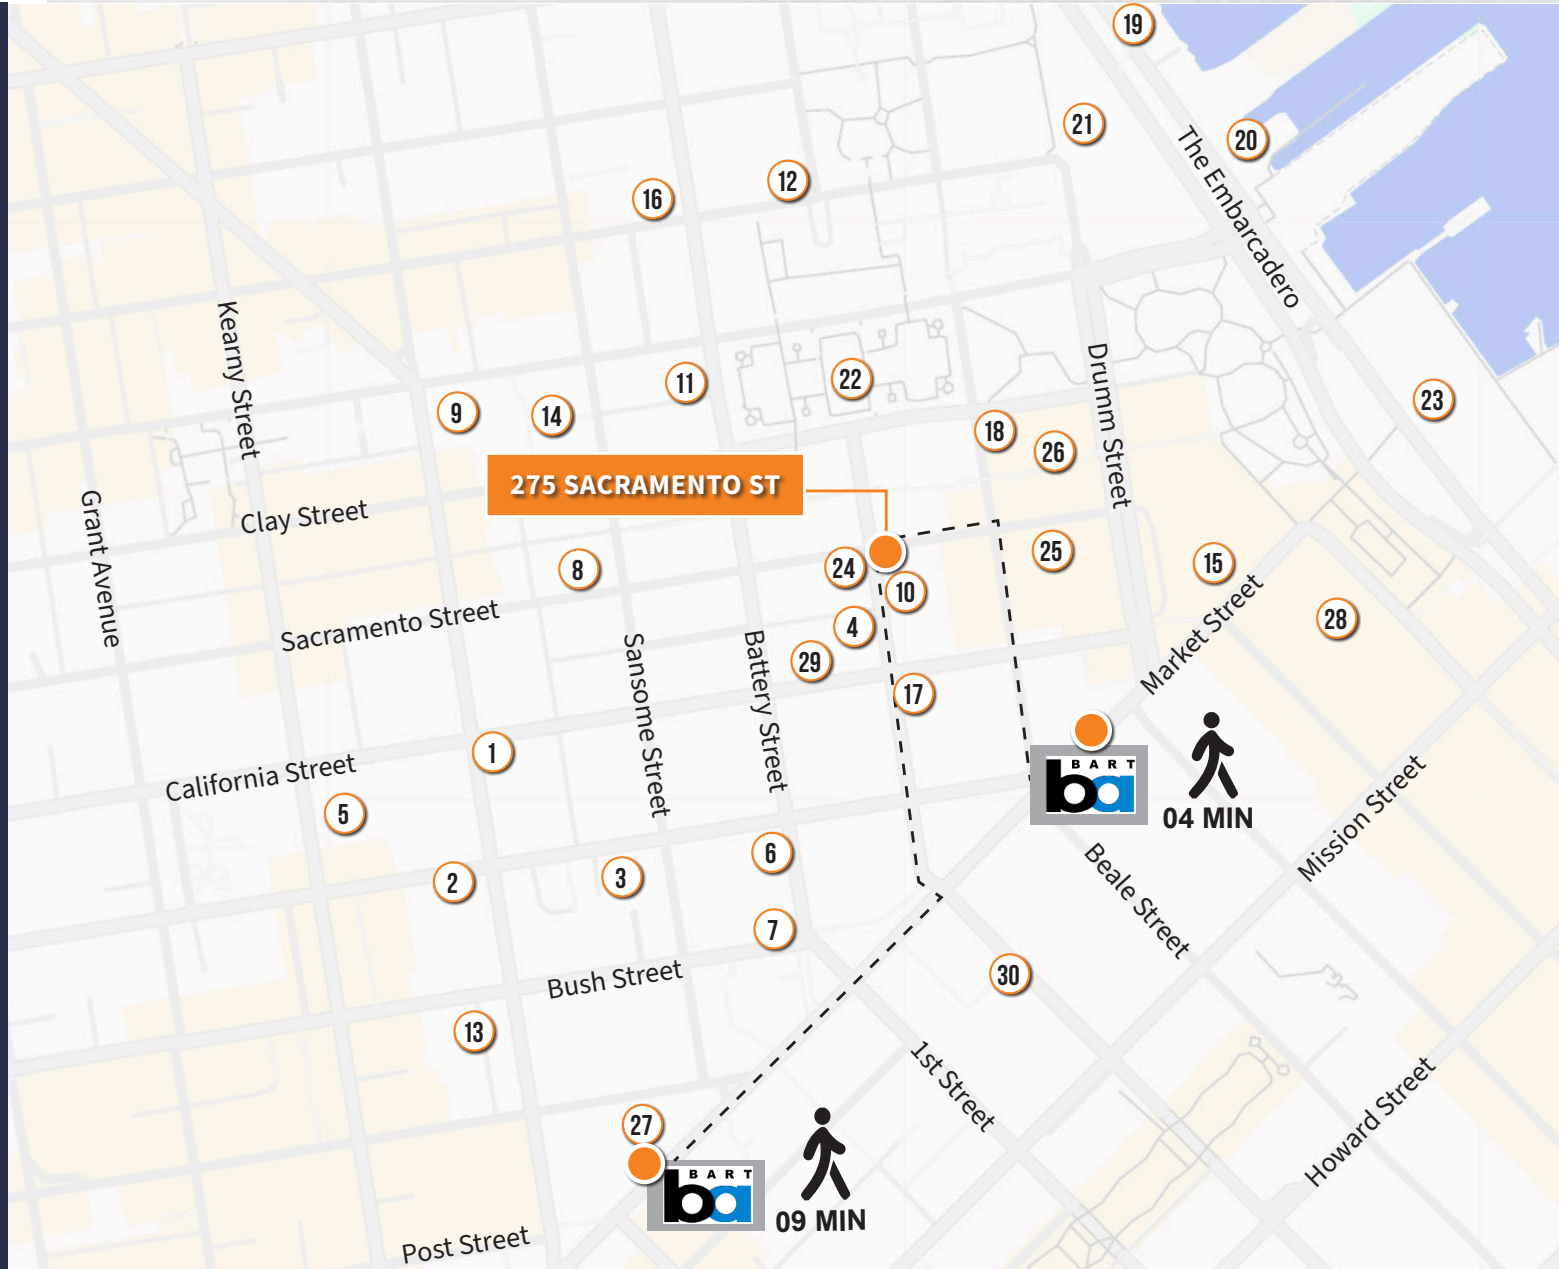 19
21
20
The Embarcadero
12
16
Kearny Street
Drumm Street
22
11
23
9
14
18
26
275 SACRAMENTO ST
Clay Street
Grant Avenue
8
24
25
15
10
Sacramento Street
4
28
Market Street
Sansome Street
Battery Street
29
17
1
California Street
BART
ba
04 MIN
5
Mission Street
6
3
2
Beale Street
7
Bush Street
30
13
1st Street
27
Howard Street
BART
ba
09 MIN
Post Street